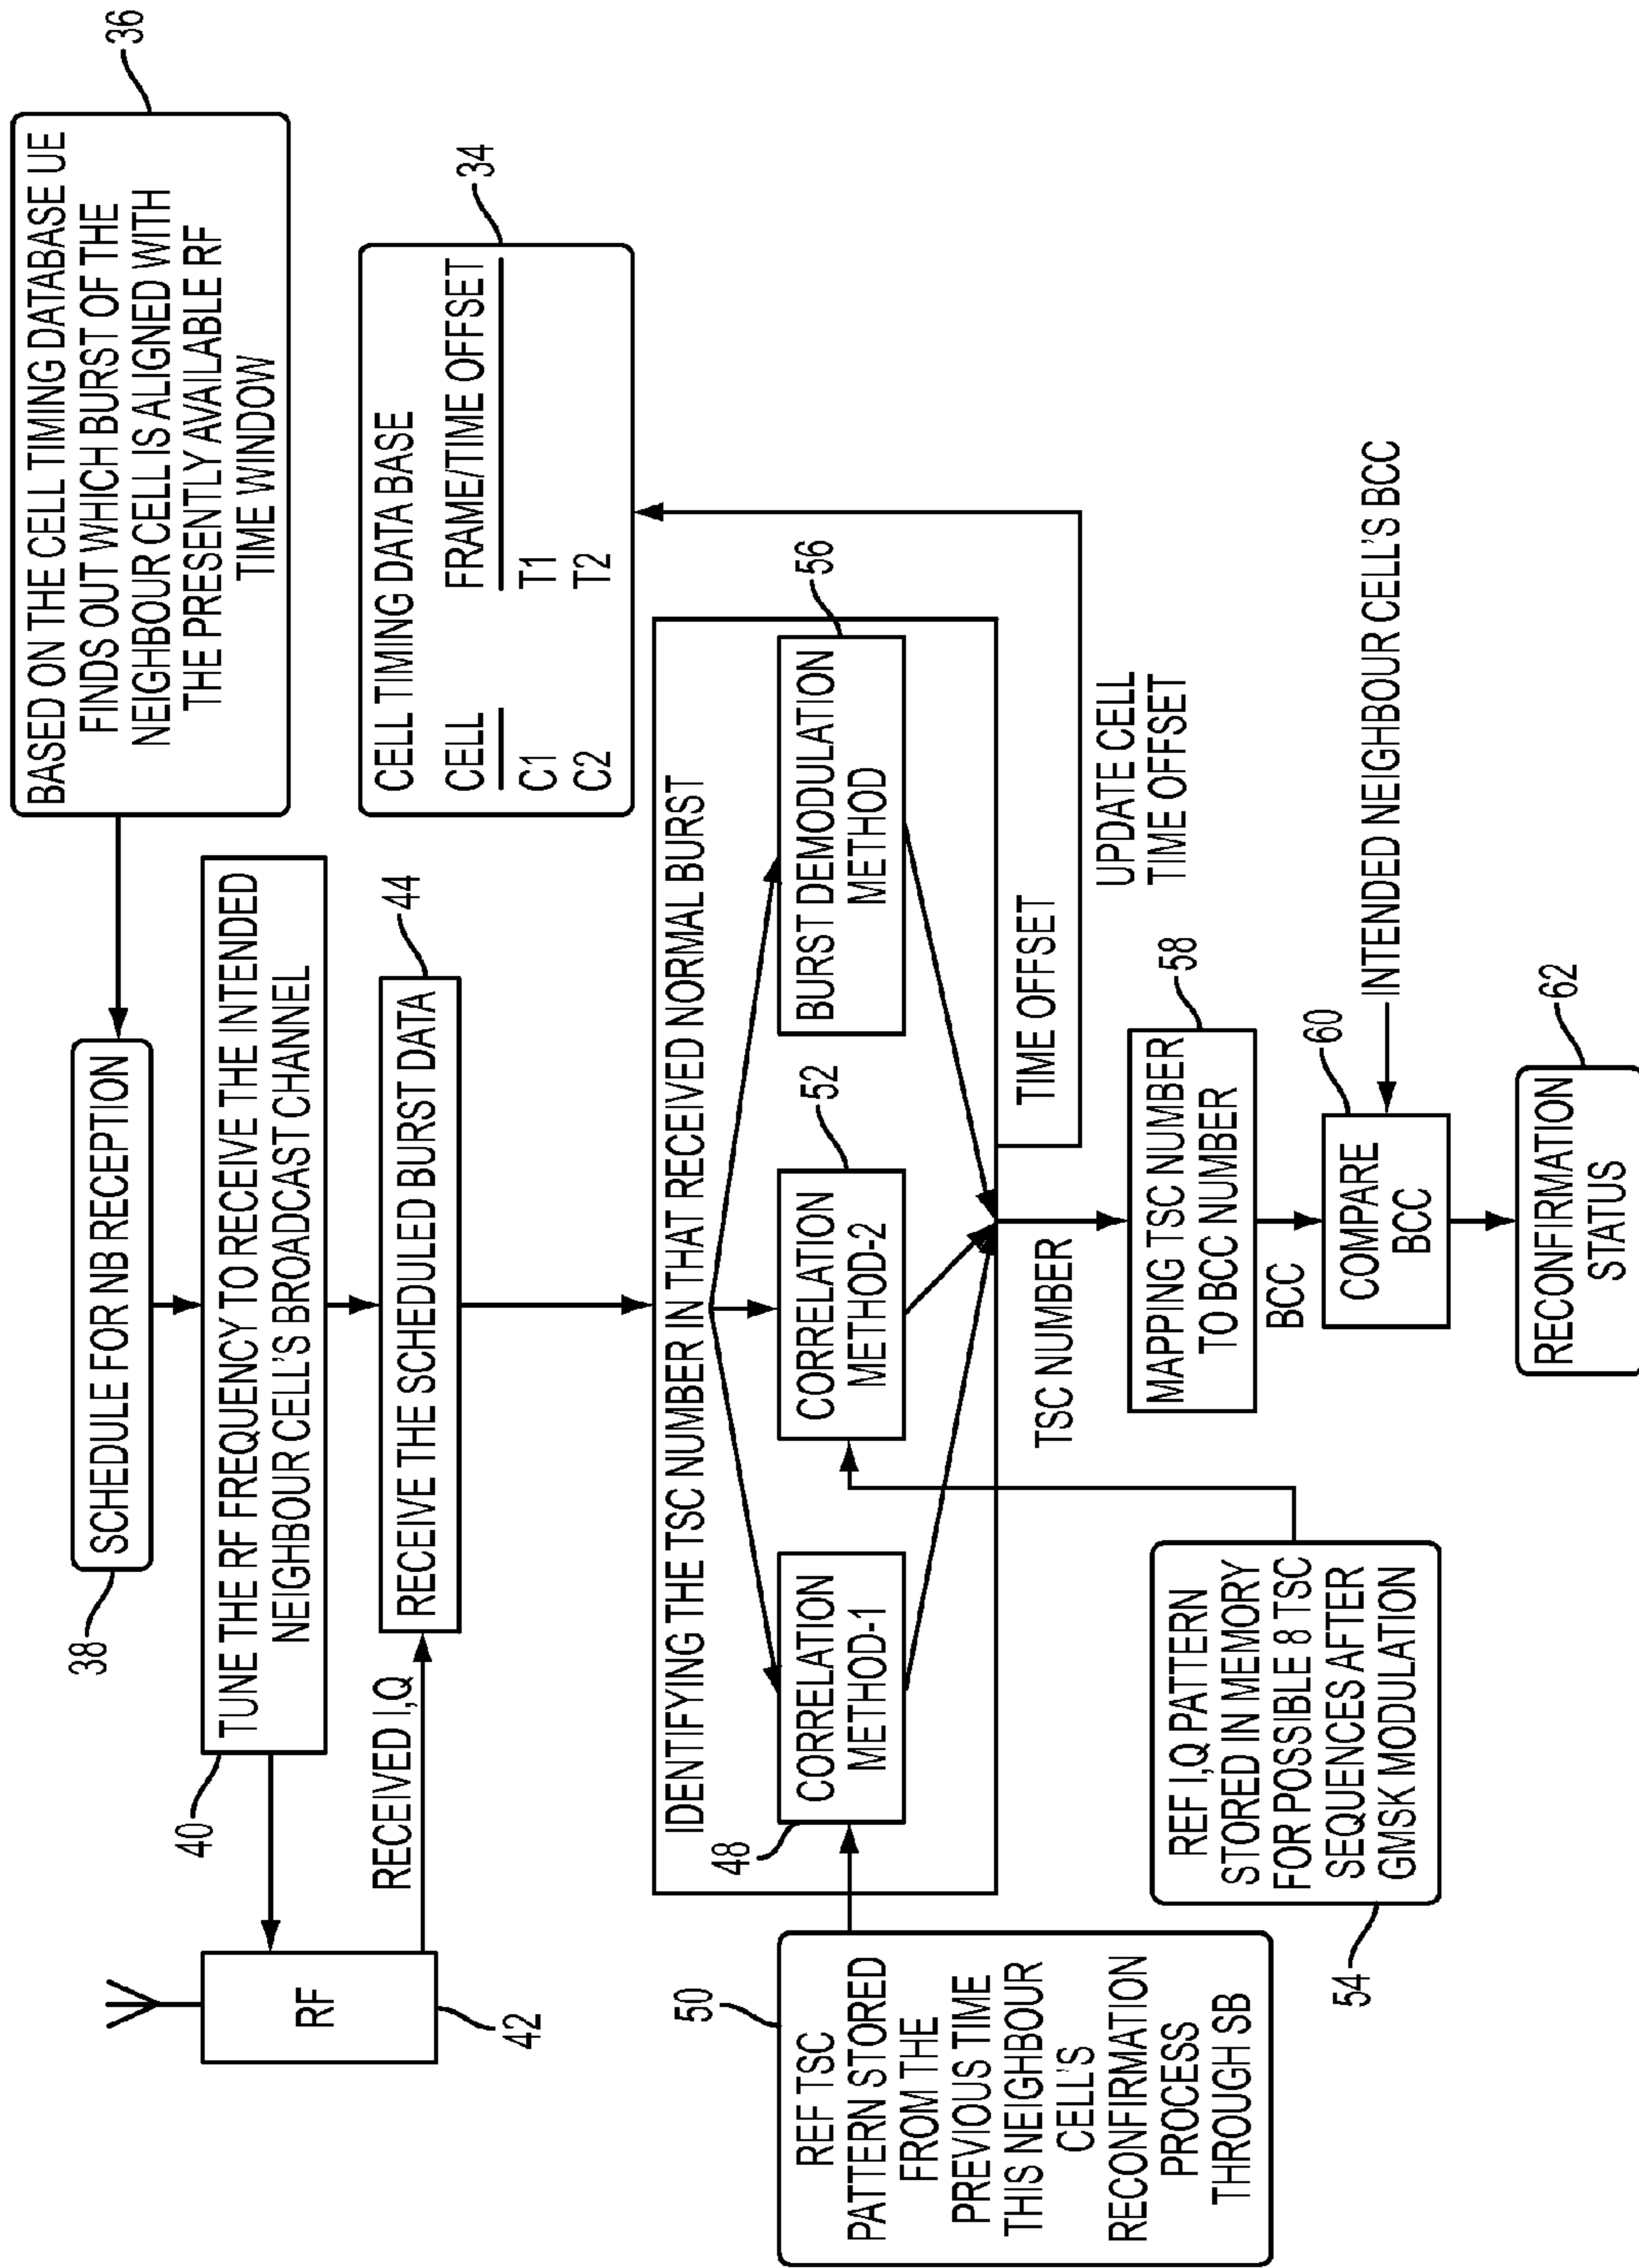 BASED ON THE CELL TIMING DATABASE UE
FINDS OUT WHICH BURST OF THE
NEIGHBOUR CELL IS ALIGNED WITH
THE PRESENTLY AVAILABLE RF
TIME WINDOW
36
SCHEDULE FOR NB RECEPTION
38
TUNE THE RF FREQUENCY TO RECEIVE THE INTENDED
NEIGHBOUR CELL'S BROADCAST CHANNEL
40
RF
42
RECEIVED I,Q
RECEIVE THE SCHEDULED BURST DATA
44
CELL TIMING DATA BASE
CELL FRAME/TIME OFFSET
C1 T1
C2 T2
34
IDENTIFYING THE TSC NUMBER IN THAT RECEIVED NORMAL BURST
CORRELATION
METHOD-1
48
CORRELATION
METHOD-2
52
BURST DEMODULATION
METHOD
56
REF TSC
PATTERN STORED
FROM THE
PREVIOUS TIME
THIS NEIGHBOUR
CELL'S
RECONFIRMATION
PROCESS
THROUGH SB
50
REF I,Q PATTERN
STORED IN MEMORY
FOR POSSIBLE 8 TSC
SEQUENCES AFTER
GMSK MODULATION
54
TSC NUMBER
TIME OFFSET
UPDATE CELL
TIME OFFSET
MAPPING TSC NUMBER
TO BCC NUMBER
58
BCC
COMPARE
BCC
60
INTENDED NEIGHBOUR CELL'S BCC
RECONFIRMATION
STATUS
62